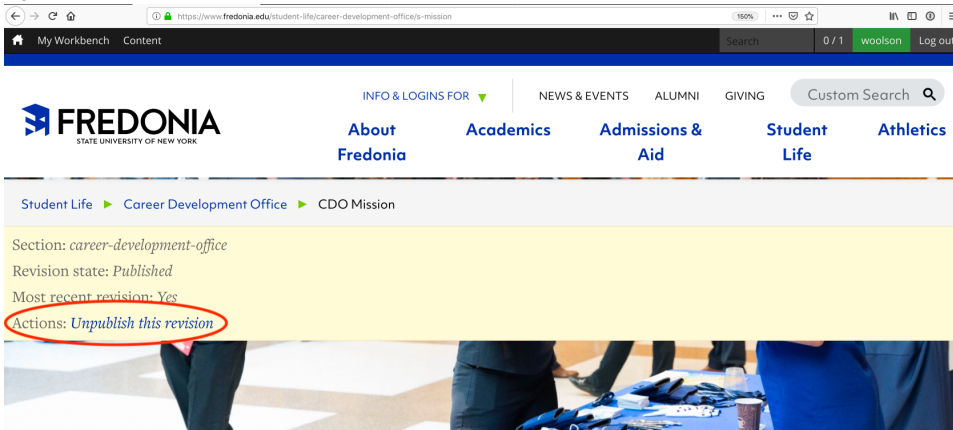 https://www.fredonia.edu/student-life/career-development-office/s-mission
150%
My Workbench Content
Search 0 / 1 woolson Log out
INFO & LOGINS FOR NEWS & EVENTS ALUMNI GIVING Custom Search
FREDONIA
STATE UNIVERSITY OF NEW YORK
About Fredonia Academics Admissions & Aid Student Life Athletics
Student Life Career Development Office CDO Mission
Section: career-development-office
Revision state: Published
Most recent revision: Yes
Actions: Unpublish this revision